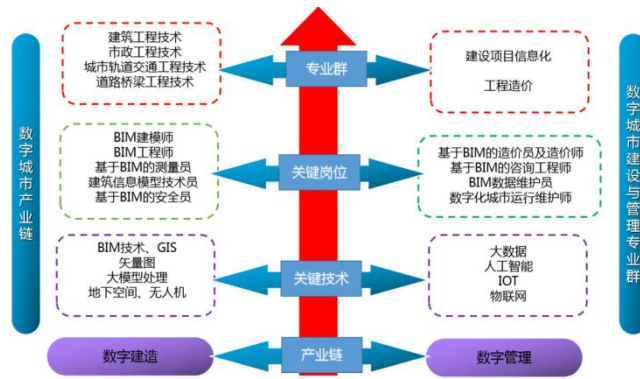 数字城市产业链
建筑工程技术
市政工程技术
城市轨道交通工程技术
道路桥梁工程技术
专业群
建设项目信息化
工程造价
BIM建模师
BIM工程师
基于BIM的测量员
建筑信息模型技术员
基于BIM的安全员
关键岗位
基于BIM的造价员及造价师
基于BIM的咨询工程师
BIM数据维护员
数字化城市运行维护师
BIM技术、GIS
矢量图
大模型处理
地下空间、无人机
关键技术
大数据
人工智能
IOT
物联网
数字建造
产业链
数字管理
数字城市建设与管理专业群